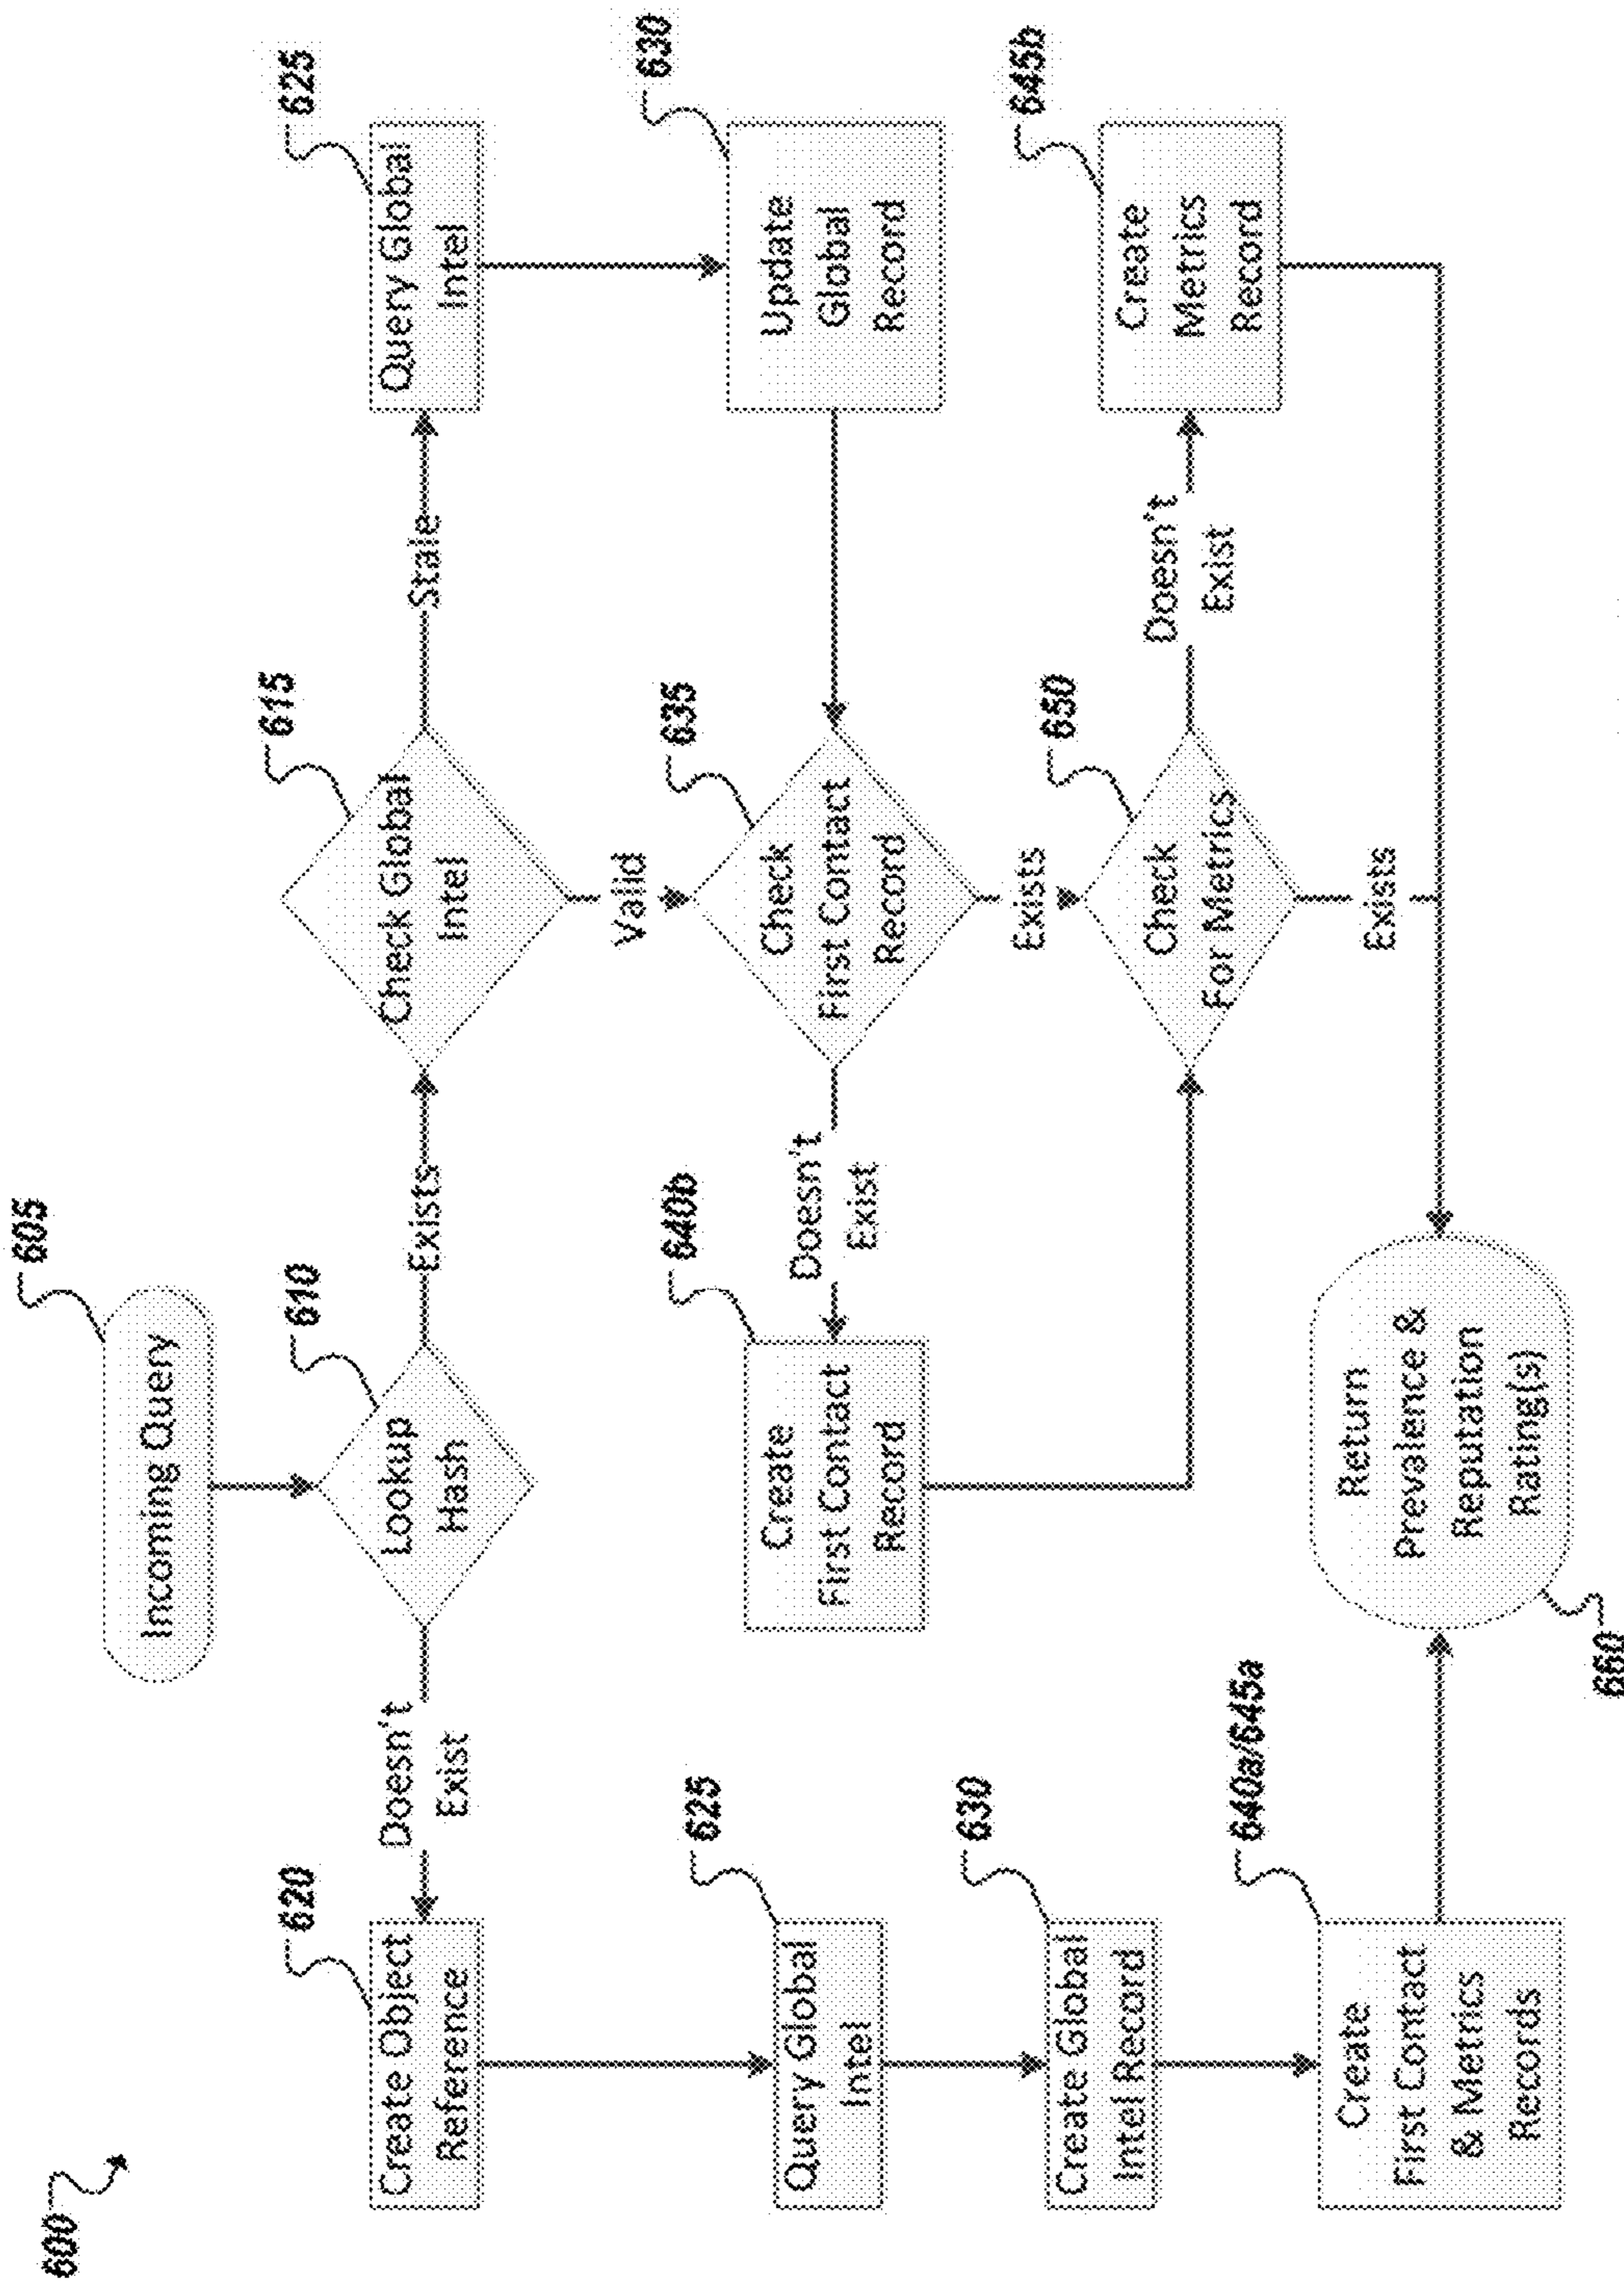 600
605
Incoming Query
610
Lookup
Hash
Exists
615
Check Global
Intel
Stale
625
Query Global
Intel
Doesn't
Exist
620
Create Object
Reference
Valid
630
Update
Global
Record
635
Check
First Contact
Record
Doesn't
Exist
640b
Create
First Contact
Record
625
Query Global
Intel
Exists
650
Check
For Metrics
Doesn't
Exist
645b
Create
Metrics
Record
630
Create Global
Intel Record
Exists
640a/645a
Create
First Contact
& Metrics
Records
Return
Prevalence &
Reputation
Rating(s)
660